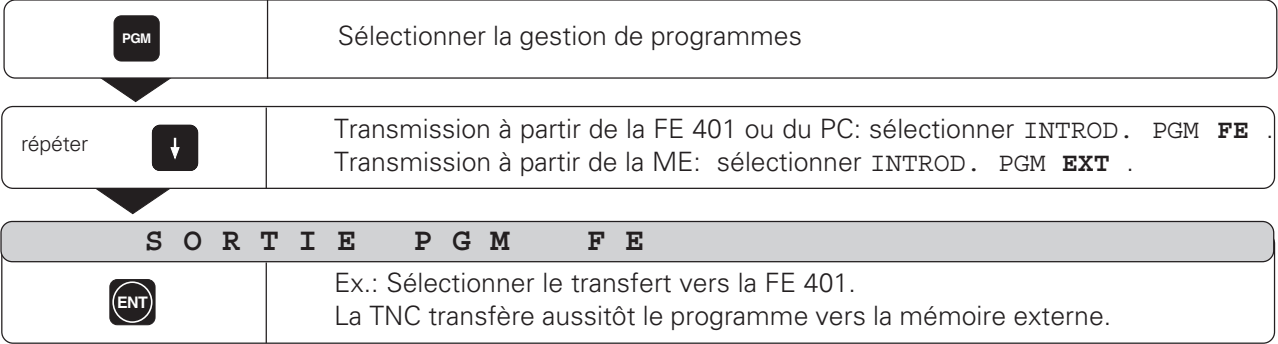 PGM
Sélectionner la gestion de programmes
répéter
Transmission à partir de la FE 401 ou du PC: sélectionner INTROD. PGM FE .
Transmission à partir de la ME: sélectionner INTROD. PGM EXT .
SORTIE PGM FE
ENT
Ex.: Sélectionner le transfert vers la FE 401.
La TNC transfère aussitôt le programme vers la mémoire externe.